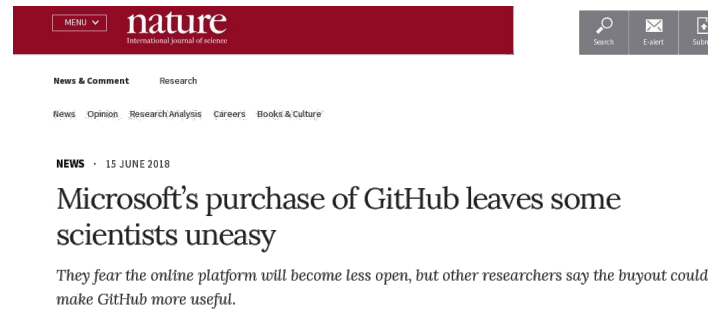 MENU
nature
International journal of science
Search
E-alert
News & Comment Research
News Opinion Research Analysis Careers Books & Culture
NEWS · 15 JUNE 2018
Microsoft’s purchase of GitHub leaves some
scientists uneasy
They fear the online platform will become less open, but other researchers say the buyout could
make GitHub more useful.